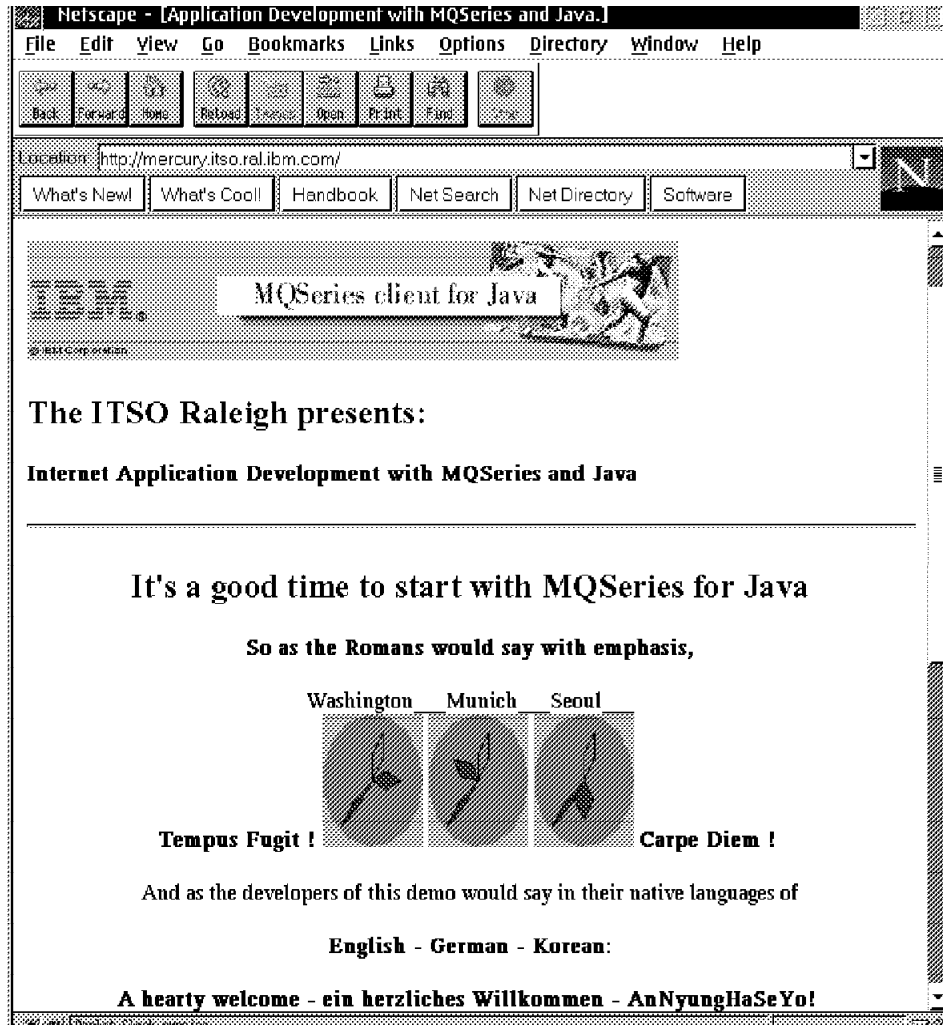 Netscape - [Application Development with MQSeries and Java.]
File Edit View Go Bookmarks Links Options Directory Window Help
Back Forward Home Reload Open Print Find
Location: http://mercury.itso.ral.ibm.com/
What's New! What's Cool! Handbook Net Search Net Directory Software
N
IBM®
MQSeries client for Java
© IBM Corporation
The ITSO Raleigh presents:
Internet Application Development with MQSeries and Java
It's a good time to start with MQSeries for Java
So as the Romans would say with emphasis,
Washington___Munich___Seoul___
Tempus Fugit ! Carpe Diem !
And as the developers of this demo would say in their native languages of
English - German - Korean:
A hearty welcome - ein herzliches Willkommen - AnNyungHaSeYo!